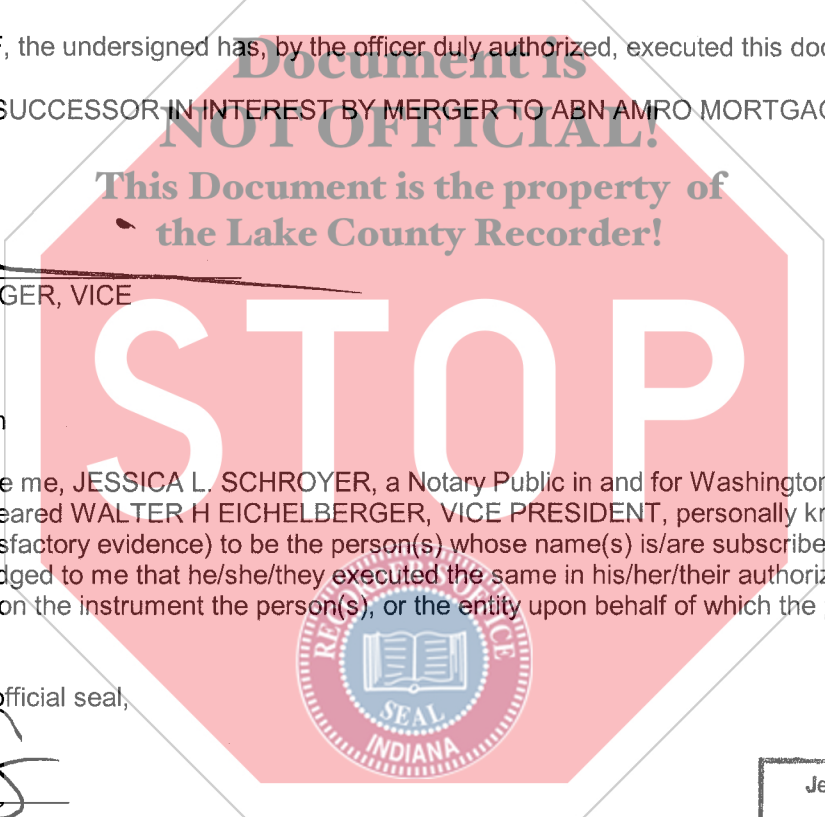 , the undersigned has, by the officer duly authorized, executed this doc
Document is
SUCCESSOR IN INTEREST BY MERGER TO ABN AMRO MORTGAG
NOT OFFICIAL!
This Document is the property of
the Lake County Recorder!
GER, VICE
STOP
e me, JESSICA L. SCHROYER, a Notary Public in and for Washington
eared WALTER H EICHELBERGER, VICE PRESIDENT, personally kn
sfactory evidence) to be the person(s) whose name(s) is/are subscribe
dged to me that he/she/they executed the same in his/her/their authoriz
on the instrument the person(s), or the entity upon behalf of which the
RECORDER'S OFFICE
SEAL
INDIANA
official seal,
Je